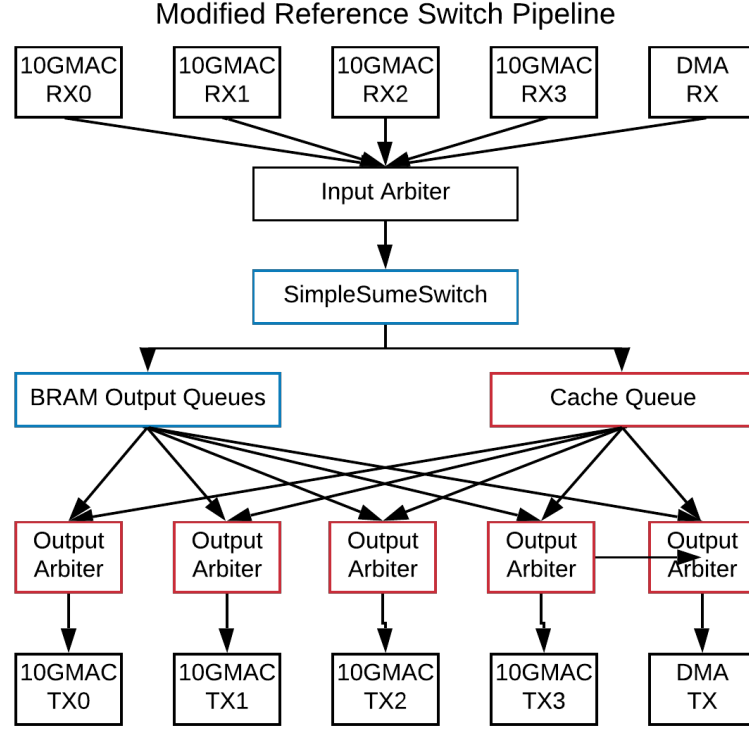 Modified Reference Switch Pipeline
10GMAC
RX0
10GMAC
RX1
10GMAC
RX2
10GMAC
RX3
DMA
RX
Input Arbiter
SimpleSumeSwitch
BRAM Output Queues
Cache Queue
Output
Arbiter
Output
Arbiter
Output
Arbiter
Output
Arbiter
Output
Arbiter
10GMAC
TX0
10GMAC
TX1
10GMAC
TX2
10GMAC
TX3
DMA
TX